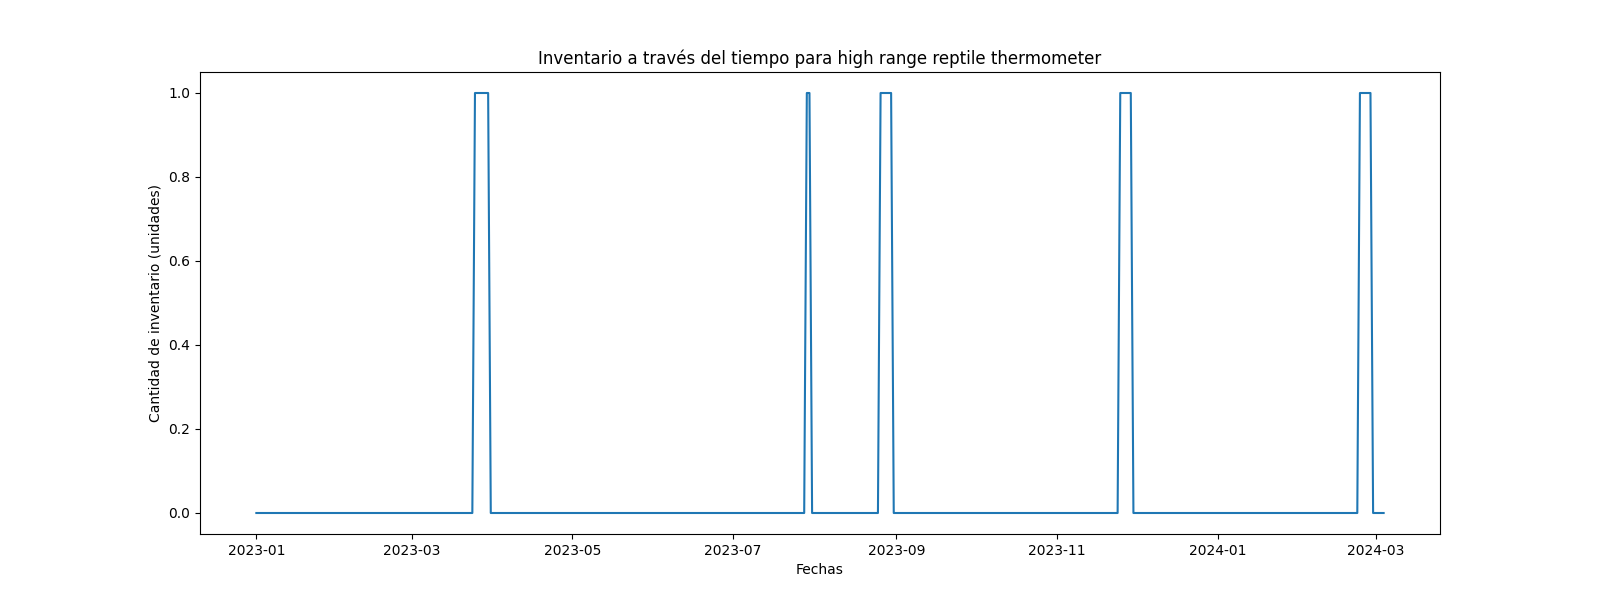 Inventario a través del tiempo para high range reptile thermometer
Cantidad de inventario (unidades)
1.0
0.8
0.6
0.4
0.2
0.0
2023-01 2023-03 2023-05 2023-07 2023-09 2023-11 2024-01 2024-03
Fechas